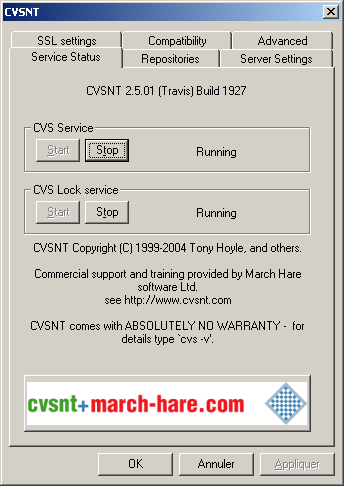 CVSNT
SSL settings
Compatibility
Advanced
Service Status
Repositories
Server Settings
CVSNT 2.5.01 (Travis) Build 1927
CVS Service
Start
Stop
Running
CVS Lock service
Start
Stop
Running
CVSNT Copyright (C) 1999-2004 Tony Hoyle, and others.
Commercial support and training provided by March Hare
software Ltd.
see http://www.cvsnt.com
CVSNT comes with ABSOLUTELY NO WARRANTY - for
details type `cvs -v'.
cvsnt+march-hare.com
OK
Annuler
Appliquer